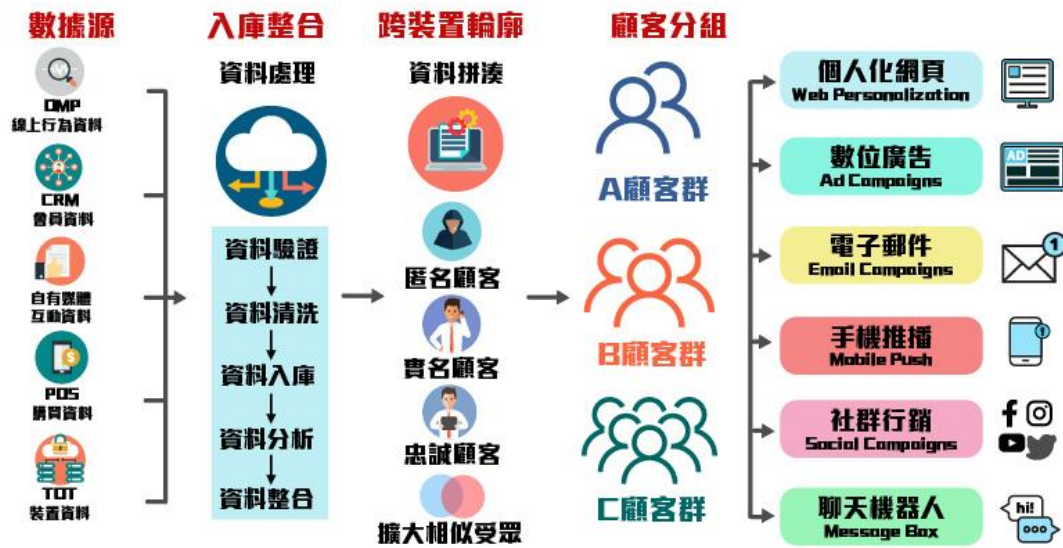 數據源
DMP
線上行為資料
CRM
會員資料
自有媒體
互動資料
POS
購買資料
TOT
裝置資料
入庫整合
資料處理
資料驗證
資料清洗
資料入庫
資料分析
資料整合
跨裝置輪廓
資料拼湊
匿名顧客
實名顧客
忠誠顧客
擴大相似受眾
顧客分組
A顧客群
B顧客群
C顧客群
個人化網頁
Web Personalization
數位廣告
Ad Campaigns
AD
電子郵件
Email Campaigns
1
手機推播
Mobile Push
1
社群行銷
Social Campaigns
聊天機器人
Message Box
hi!